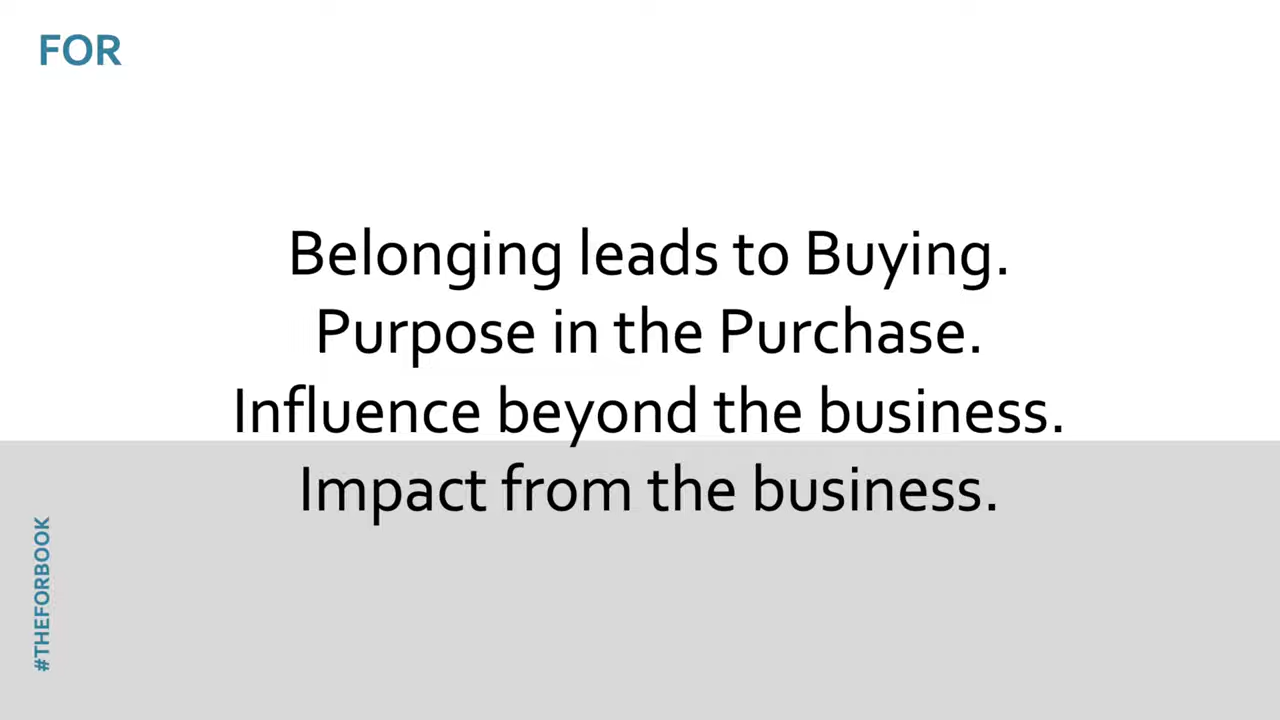 FOR
Belonging leads to Buying.
Purpose in the Purchase.
Influence beyond the business.
Impact from the business.
#THEFORBOOK